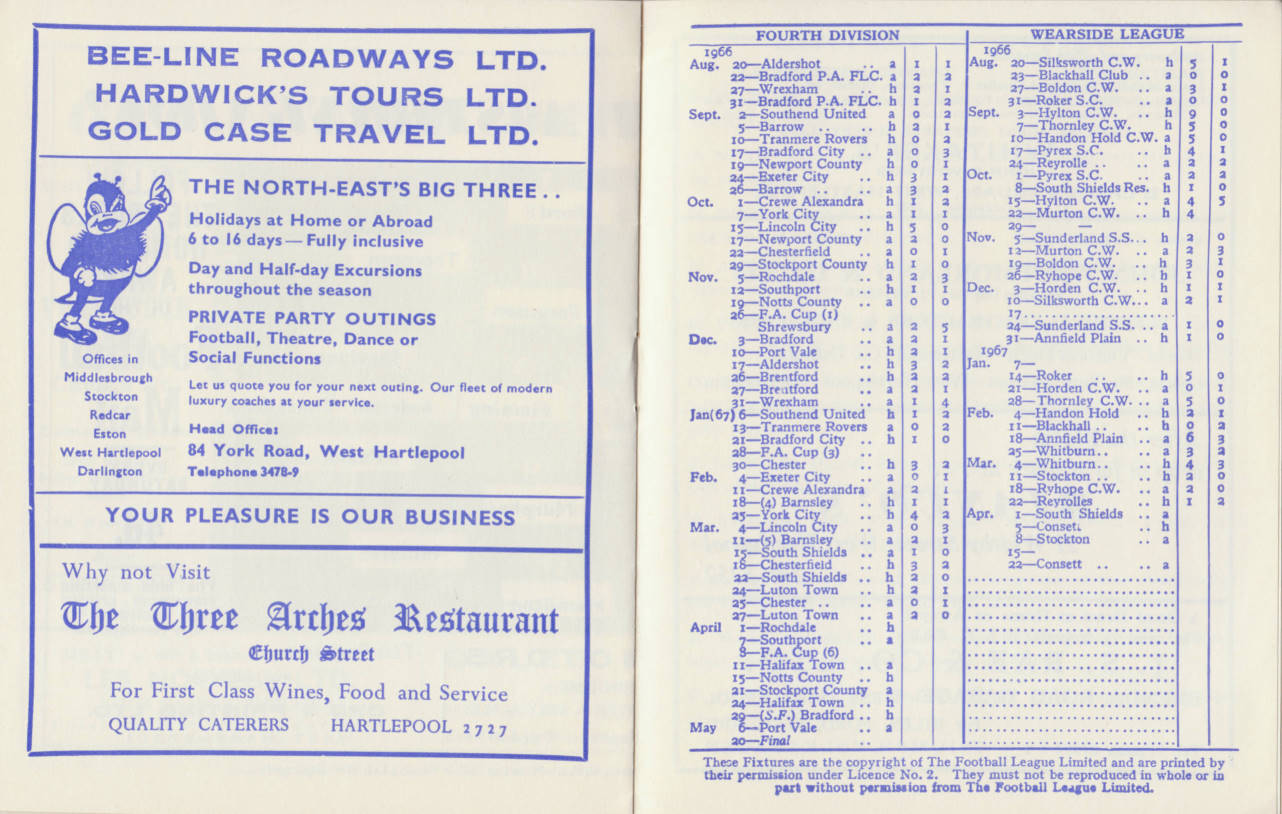 BEE-LINE ROADWAYS LTD.
HARDWICK'S TOURS LTD.
GOLD CASE TRAVEL LTD.
THE NORTH-EAST'S BIG THREE . .
Holidays at Home or Abroad
6 to 16 days — Fully inclusive
Day and Half-day Excursions
throughout the season
PRIVATE PARTY OUTINGS
Football, Theatre, Dance or
Social Functions
Let us quote you for your next outing. Our fleet of modern
luxury coaches at your service.
Head Office:
84 York Road, West Hartlepool
Telephone 3478-9
Offices in
Middlesbrough
Stockton
Redcar
Eston
West Hartlepool
Darlington
YOUR PLEASURE IS OUR BUSINESS
Why not Visit
The Three Arches Restaurant
Church Street
For First Class Wines, Food and Service
QUALITY CATERERS HARTLEPOOL 2727
FOURTH DIVISION
1966
Aug. 20—Aldershot .. a 1 1
22—Bradford P.A. FLC. a 2 2
27—Wrexham .. h 2 1
31—Bradford P.A. FLC. h 1 2
Sept. 2—Southend United a 0 2
5—Barrow .. .. h 2 1
10—Tranmere Rovers h 0 2
17—Bradford City .. a 0 3
19—Newport County h 0 1
24—Exeter City .. h 3 1
26—Barrow .. .. a 3 2
Oct. 1—Crewe Alexandra h 1 2
7—York City .. a 1 1
15—Lincoln City .. h 5 0
17—Newport County a 2 0
22—Chesterfield .. a 0 1
29—Stockport County h 1 0
Nov. 5—Rochdale .. a 2 3
12—Southport .. h 1 1
19—Notts County .. a 0 0
26—F.A. Cup (1)
Shrewsbury .. a 2 5
Dec. 3—Bradford .. a 2 1
10—Port Vale .. h 2 1
17—Aldershot .. h 3 2
26—Brentford .. h 2 2
27—Brentford .. a 2 1
31—Wrexham .. a 1 4
Jan(67) 6—Southend United h 1 2
13—Tranmere Rovers a 0 2
21—Bradford City .. h 1 0
28—F.A. Cup (3) ..
30—Chester .. h 3 2
Feb. 4—Exeter City .. a 0 1
11—Crewe Alexandra a 2 1
18—(4) Barnsley .. h 1 1
25—York City .. h 4 2
Mar. 4—Lincoln City .. a 0 3
11—(5) Barnsley .. a 2 1
15—South Shields .. a 1 0
18—Chesterfield .. h 3 2
22—South Shields .. h 2 0
24—Luton Town .. h 2 1
25—Chester .. .. a 0 1
27—Luton Town .. a 2 0
April 1—Rochdale .. h
7—Southport .. a
8—F.A. Cup (6)
11—Halifax Town .. a
15—Notts County .. h
21—Stockport County a
24—Halifax Town .. h
29—(S.F.) Bradford .. h
May 6—Port Vale .. a
20—Final ..
WEARSIDE LEAGUE
1966
Aug. 20—Silksworth C.W. h 5 1
23—Blackhall Club .. a 0 0
27—Boldon C.W. .. a 3 1
31—Roker S.C. .. a 0 0
Sept. 3—Hylton C.W. .. h 9 0
7—Thornley C.W. h 5 0
10—Handon Hold C.W. a 5 0
17—Pyrex S.C. .. h 4 1
24—Reyrolle .. .. a 2 2
Oct. 1—Pyrex S.C. .. a 2 2
8—South Shields Res. h 1 0
15—Hylton C.W. .. a 4 5
22—Murton C.W. .. h 4
29— —
Nov. 5—Sunderland S.S... h 2 0
12—Murton C.W. .. a 2 3
19—Boldon C.W. .. h 3 1
26—Ryhope C.W. .. h 1 0
Dec. 3—Horden C.W. .. h 1 1
10—Silksworth C.W... a 2 1
17
24—Sunderland S.S. .. a 1 0
31—Annfield Plain .. h 1 0
1967
Jan. 7—
14—Roker .. .. h 5 0
21—Horden C.W. .. a 0 1
28—Thornley C.W. .. a 5 0
Feb. 4—Handon Hold .. h 2 1
11—Blackhall .. .. h 0 2
18—Annfield Plain .. a 6 3
25—Whitburn .. .. a 3 2
Mar. 4—Whitburn .. .. h 4 3
11—Stockton .. .. h 2 00
18—Ryhope C.W. .. a 2 0
22—Reyrolles .. h 1 2
Apr. 1—South Shields .. a
5—Consett .. h
8—Stockton .. a
15—
22—Consett .. .. a
These Fixtures are the copyright of The Football League Limited and are printed by
their permission under Licence No. 2. They must not be reproduced in whole or in
part without permission from The Football League Limited.